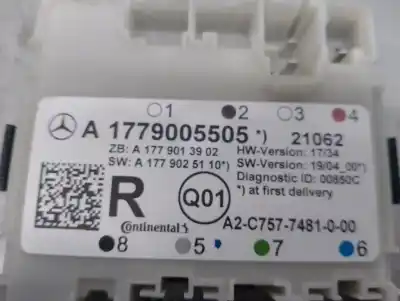 1 2 3 4
A 1779005505 *) 21062
ZB: A 177 901 39 02 HW-Version: 17/34
SW: A 177 902 51 10*) SW-Version: 19/04_00*)
Diagnostic ID: 00850C
*) at first delivery
R Q01
Continental A2-C757-7481-0-00
8 5 7 6